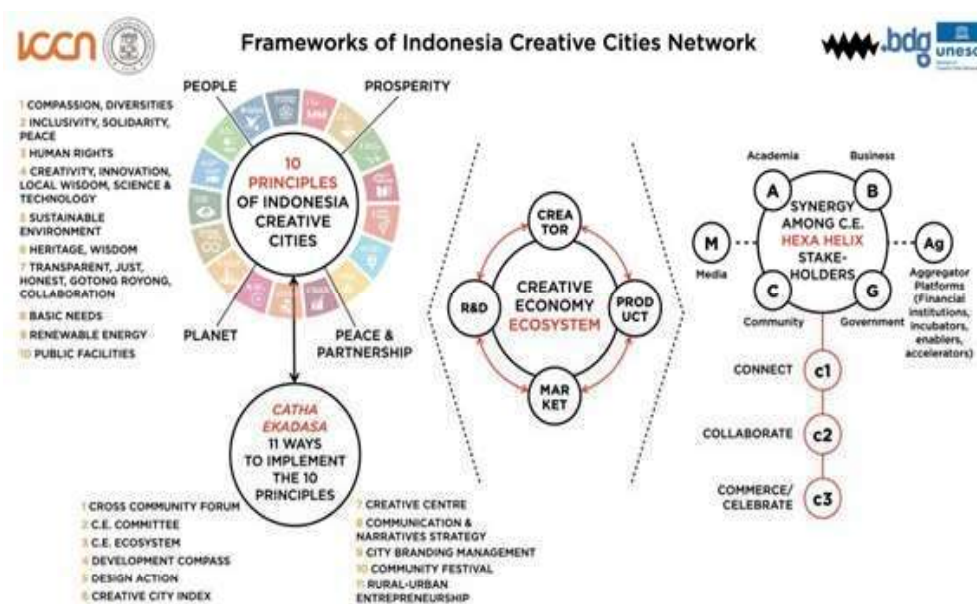 ICCN
Frameworks of Indonesia Creative Cities Network
.bdg
unesco
PEOPLE
PROSPERITY
1 COMPASSION, DIVERSITIES
2 INCLUSIVITY, SOLIDARITY,
PEACE
3 HUMAN RIGHTS
4 CREATIVITY, INNOVATION,
LOCAL WISDOM, SCIENCE &
TECHNOLOGY
5 SUSTAINABLE
ENVIRONMENT
6 HERITAGE, WISDOM
7 TRANSPARENT, JUST,
HONEST, GOTONG ROYONG,
COLLABORATION
8 BASIC NEEDS
9 RENEWABLE ENERGY
10 PUBLIC FACILITIES
10
PRINCIPLES
OF INDONESIA
CREATIVE
CITIES
PLANET
PEACE &
PARTNERSHIP
CATHA
EKADASA
11 WAYS
TO IMPLEMENT
THE 10
PRINCIPLES
1 CROSS COMMUNITY FORUM
2 C.E. COMMITTEE
3 C.E. ECOSYSTEM
4 DEVELOPMENT COMPASS
5 DESIGN ACTION
6 CREATIVE CITY INDEX
7 CREATIVE CENTRE
8 COMMUNICATION &
NARRATIVES STRATEGY
9 CITY BRANDING MANAGEMENT
10 COMMUNITY FESTIVAL
11 RURAL-URBAN
ENTREPRENEURSHIP
CREA
TOR
R&D
CREATIVE
ECONOMY
ECOSYSTEM
PROD
UCT
MAR
KET
Academia
Business
A
B
SYNERGY
AMONG C.E.
HEXA HELIX
STAKE-
HOLDERS
M
Media
Ag
Aggregator
Platforms
(Financial
institutions,
incubators,
enablers,
accelerators)
C
G
Community
Government
CONNECT
c1
COLLABORATE
c2
COMMERCE/
CELEBRATE
c3